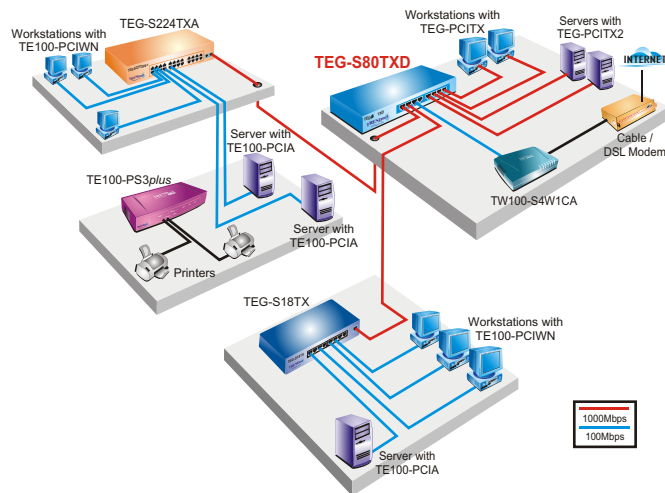 TEG-S224TXA
Workstations with
TE100-PCIWN
Workstations with
TEG-PCITX
Servers with
TEG-PCITX2
TEG-S80TXD
INTERNET
Cable /
DSL Modem
TW100-S4W1CA
Server with
TE100-PCIA
TE100-PS3plus
Server with
TE100-PCIA
Printers
TEG-S18TX
Workstations with
TE100-PCIWN
Server with
TE100-PCIA
1000Mbps
100Mbps